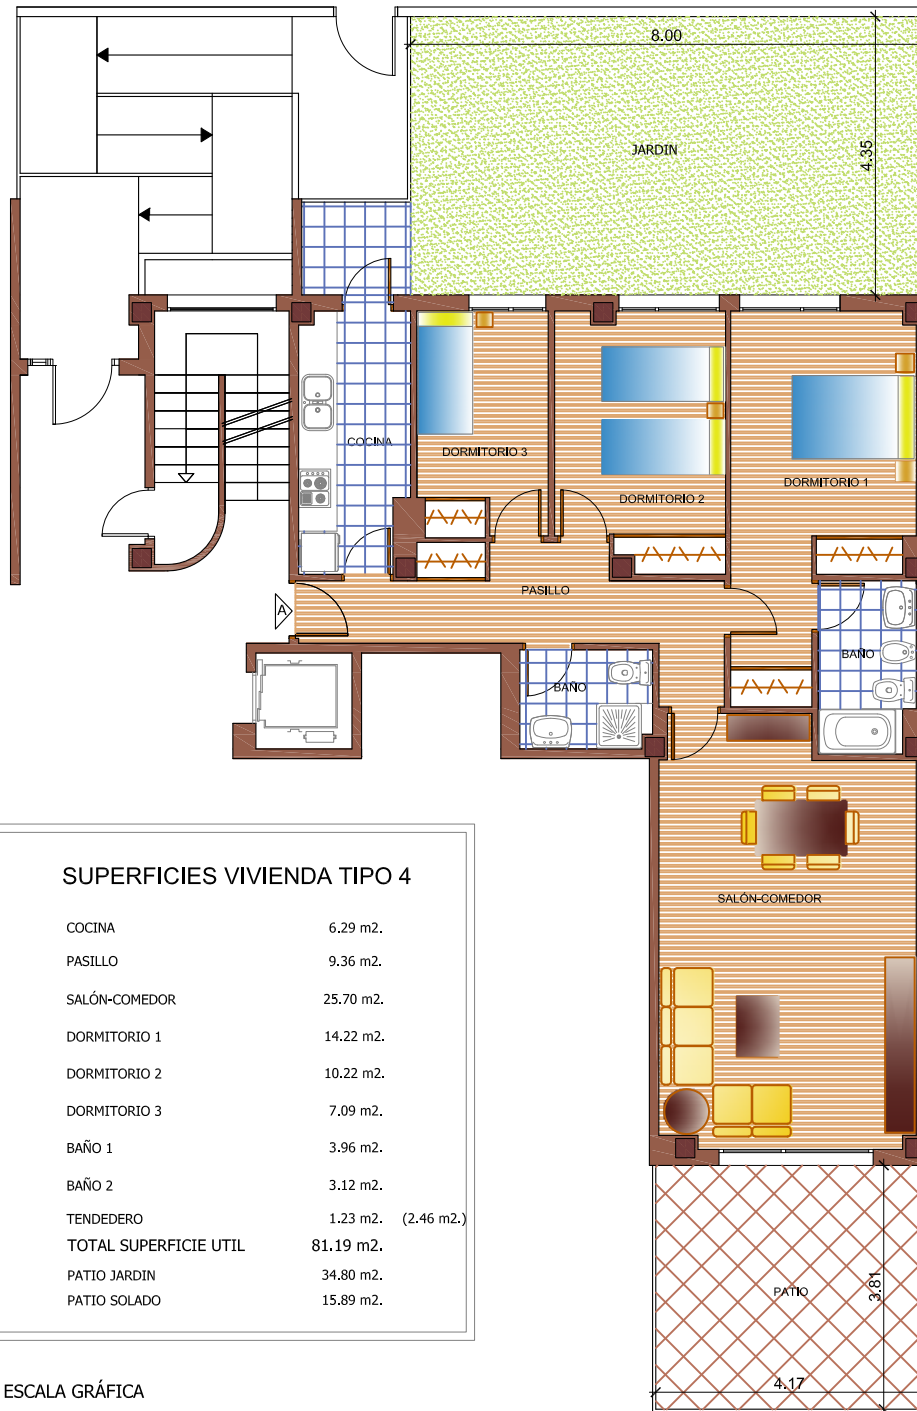 8.00
JARDIN
4.35
COCINA
DORMITORIO 3
DORMITORIO 2
DORMITORIO 1
PASILLO
A
BAÑO
BAÑO
SALÓN-COMEDOR
SUPERFICIES VIVIENDA TIPO 4
COCINA 6.29 m2.
PASILLO 9.36 m2.
SALÓN-COMEDOR 25.70 m2.
DORMITORIO 1 14.22 m2.
DORMITORIO 2 10.22 m2.
DORMITORIO 3 7.09 m2.
BAÑO 1 3.96 m2.
BAÑO 2 3.12 m2.
TENDEDERO 1.23 m2. (2.46 m2.)
TOTAL SUPERFICIE UTIL 81.19 m2.
PATIO JARDIN 34.80 m2.
PATIO SOLADO 15.89 m2.
PATIO
3.81
4.17
ESCALA GRÁFICA